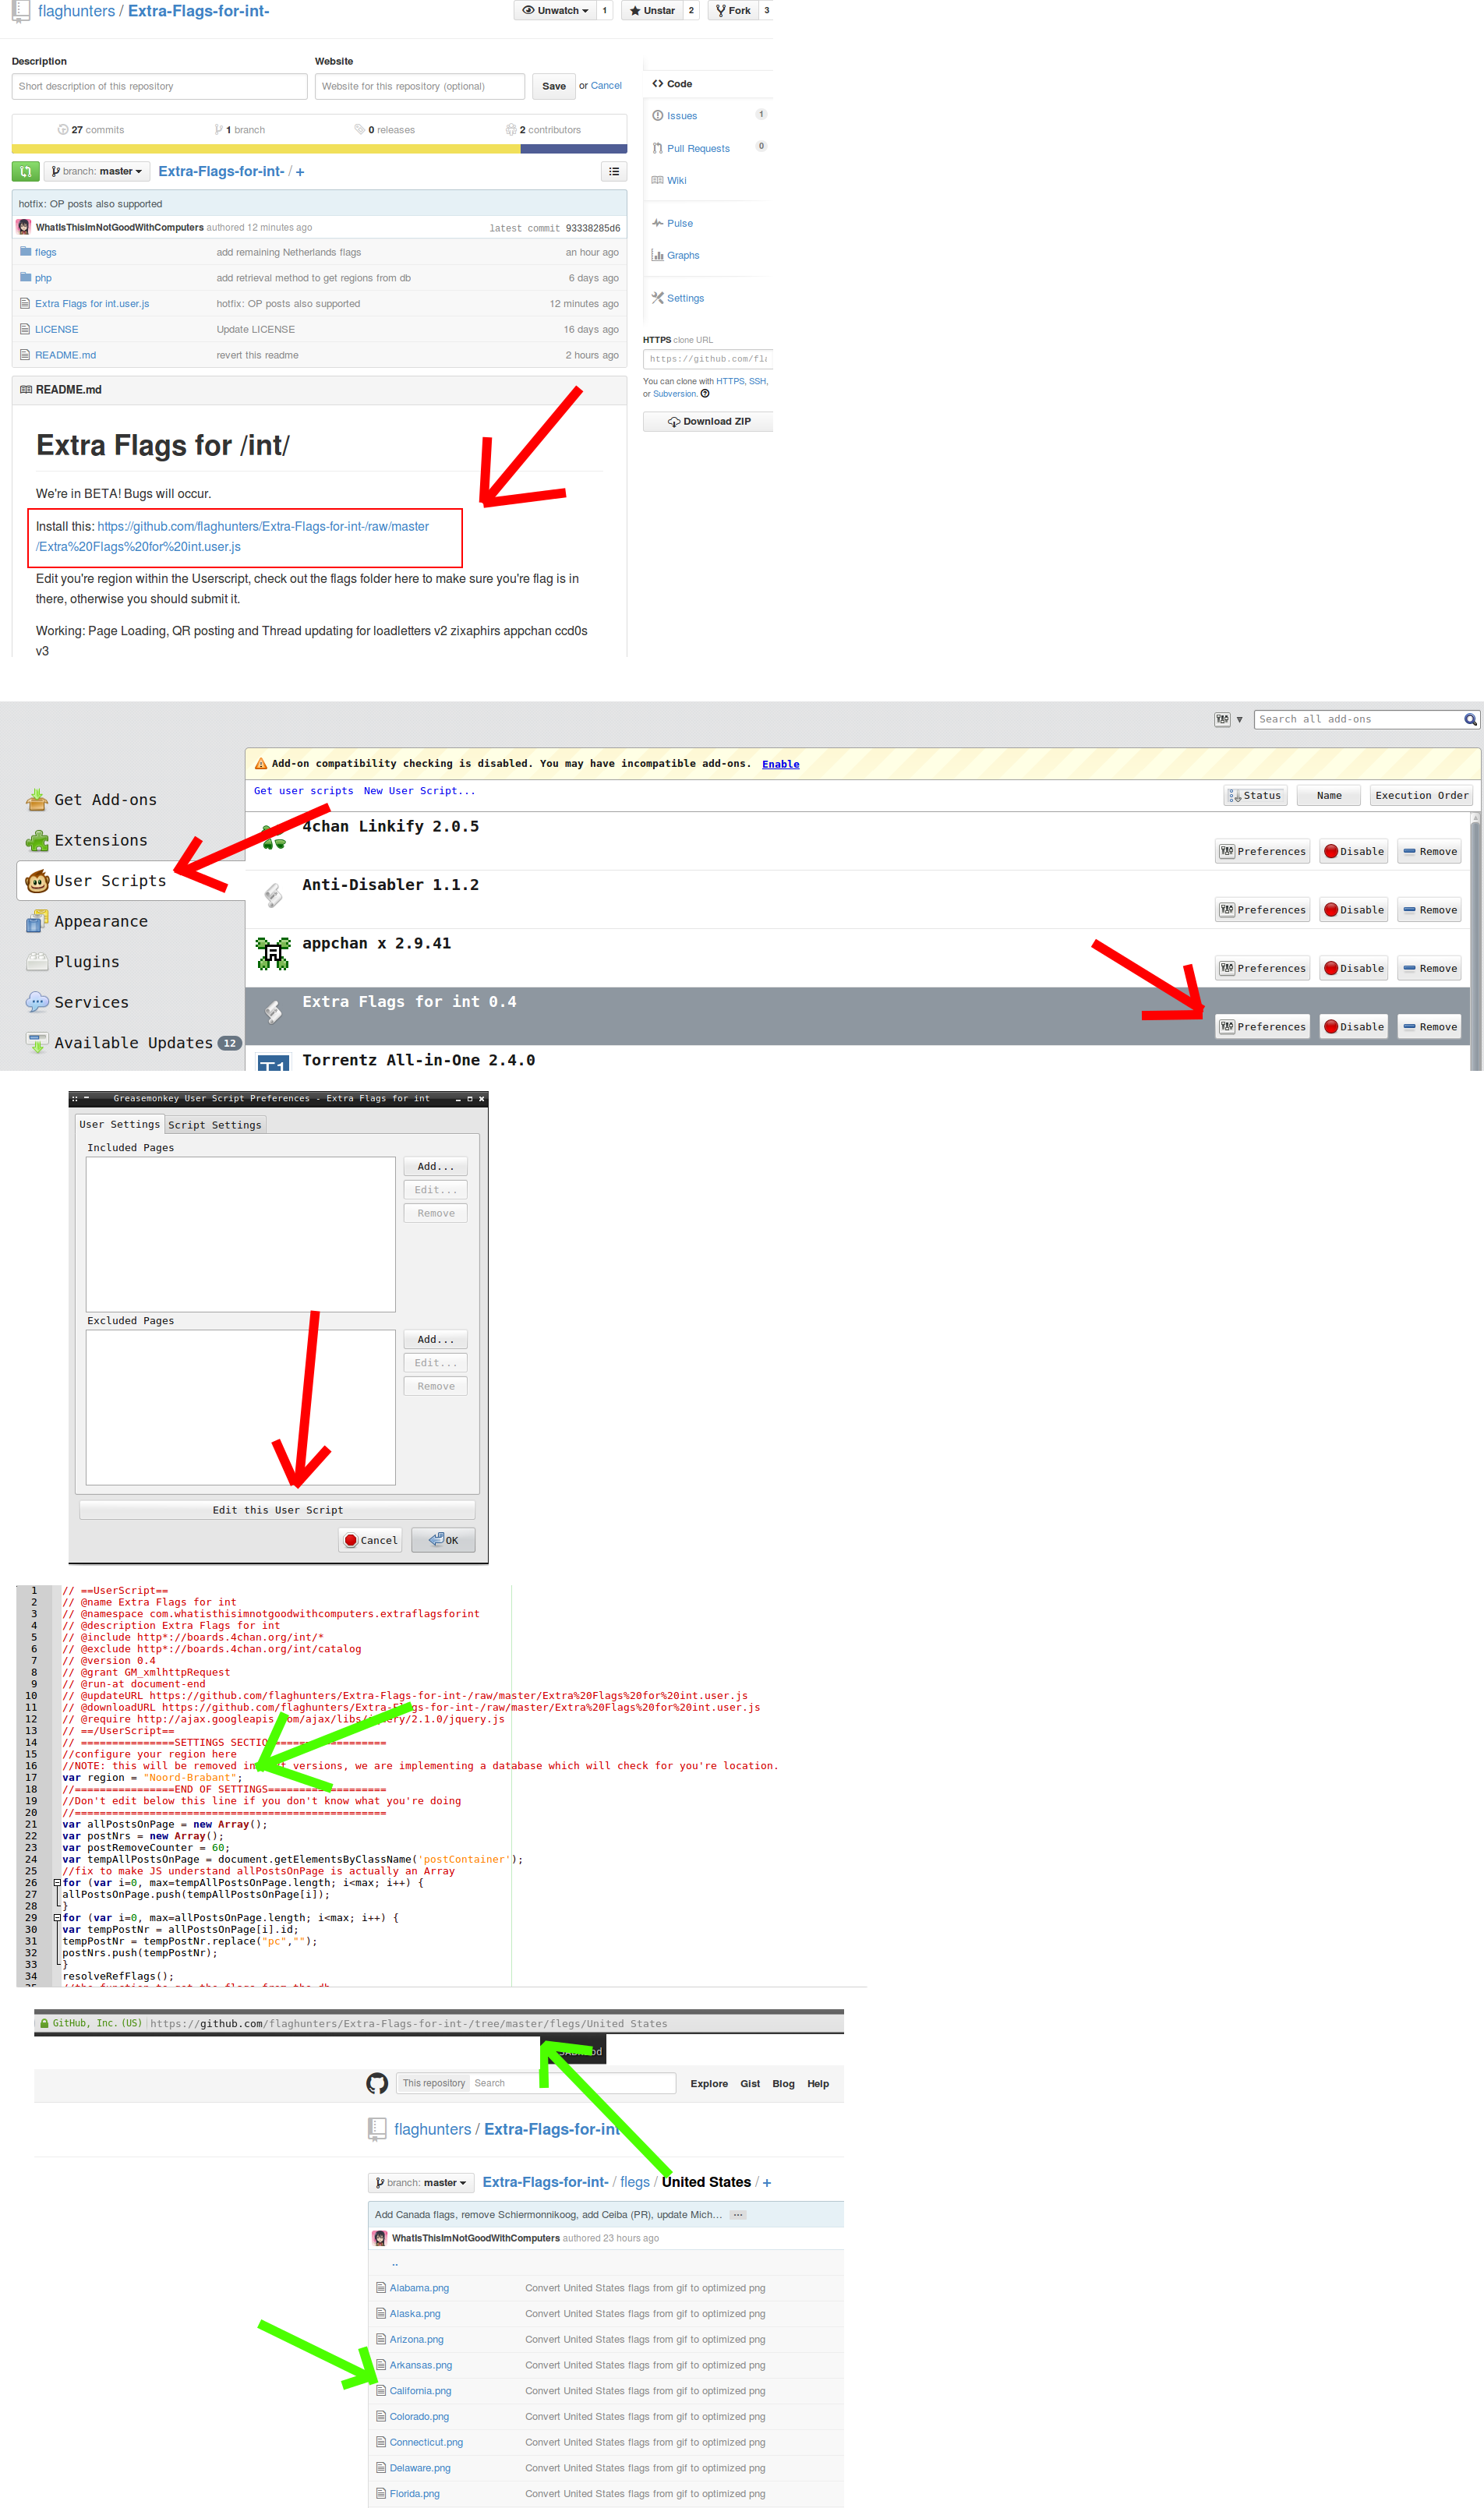 flaghunters / Extra-Flags-for-int-
Unwatch 1 Unstar 2 Fork 3
Description Website
Short description of this repository Website for this repository (optional) Save or Cancel
27 commits 1 branch 0 releases 2 contributors
branch: master Extra-Flags-for-int- / +
hotfix: OP posts also supported
WhatIsThisImNotGoodWithComputers authored 12 minutes ago latest commit 93338285d6
flegs add remaining Netherlands flags an hour ago
php add retrieval method to get regions from db 6 days ago
Extra Flags for int.user.js hotfix: OP posts also supported 12 minutes ago
LICENSE Update LICENSE 16 days ago
README.md revert this readme 2 hours ago
Code
Issues 1
Pull Requests 0
Wiki
Pulse
Graphs
Settings
HTTPS clone URL
https://github.com/fl
You can clone with HTTPS, SSH,
or Subversion.
Download ZIP
README.md
Extra Flags for /int/
We're in BETA! Bugs will occur.
Install this: https://github.com/flaghunters/Extra-Flags-for-int-/raw/master
/Extra%20Flags%20for%20int.user.js
Edit you're region within the Userscript, check out the flags folder here to make sure you're flag is in
there, otherwise you should submit it.
Working: Page Loading, QR posting and Thread updating for loadletters v2 zixaphirs appchan ccd0s
v3
Search all add-ons
Add-on compatibility checking is disabled. You may have incompatible add-ons. Enable
Get user scripts New User Script... Status Name Execution Order
Get Add-ons
Extensions
User Scripts
Appearance
Plugins
Services
Available Updates 12
4chan Linkify 2.0.5
Preferences Disable Remove
Anti-Disabler 1.1.2
Preferences Disable Remove
appchan x 2.9.41
Preferences Disable Remove
Extra Flags for int 0.4
Preferences Disable Remove
Torrentz All-in-One 2.4.0
Greasemonkey User Script Preferences - Extra Flags for int
User Settings Script Settings
Included Pages
Add...
Edit...
Remove
Excluded Pages
Add...
Edit...
Remove
Edit this User Script
Cancel OK
1 // ==UserScript==
2 // @name Extra Flags for int
3 // @namespace com.whatisthisimnotgoodwithcomputers.extraflagsforint
4 // @description Extra Flags for int
5 // @include http*://boards.4chan.org/int/*
6 // @exclude http*://boards.4chan.org/int/catalog
7 // @version 0.4
8 // @grant GM_xmlhttpRequest
9 // @run-at document-end
10 // @updateURL https://github.com/flaghunters/Extra-Flags-for-int-/raw/master/Extra%20Flags%20for%20int.user.js
11 // @downloadURL https://github.com/flaghunters/Extra-Flags-for-int-/raw/master/Extra%20Flags%20for%20int.user.js
12 // @require http://ajax.googleapis.com/ajax/libs/jquery/2.1.0/jquery.js
13 // ==/UserScript==
14 // ===============SETTINGS SECTION==================
15 //configure your region here
16 //NOTE: this will be removed in versions, we are implementing a database which will check for you're location.
17 var region = "Noord-Brabant";
18 //================END OF SETTINGS===================
19 //Don't edit below this line if you don't know what you're doing
20 //==================================================
21 var allPostsOnPage = new Array();
22 var postNrs = new Array();
23 var postRemoveCounter = 60;
24 var tempAllPostsOnPage = document.getElementsByClassName('postContainer');
25 //fix to make JS understand allPostsOnPage is actually an Array
26 for (var i=0, max=tempAllPostsOnPage.length; i<max; i++) {
27 allPostsOnPage.push(tempAllPostsOnPage[i]);
28 }
29 for (var i=0, max=allPostsOnPage.length; i<max; i++) {
30 var tempPostNr = allPostsOnPage[i].id;
31 tempPostNr = tempPostNr.replace("pc","");
32 postNrs.push(tempPostNr);
33 }
34 resolveRefFlags();
35 //the function to get the flags from the db
GitHub, Inc. (US) https://github.com/flaghunters/Extra-Flags-for-int-/tree/master/flegs/United States
This repository Search Explore Gist Blog Help
flaghunters / Extra-Flags-for-int
branch: master Extra-Flags-for-int- / flegs / United States / +
Add Canada flags, remove Schiermonnikoog, add Ceiba (PR), update Mich… ...
WhatIsThisImNotGoodWithComputers authored 23 hours ago
..
Alabama.png Convert United States flags from gif to optimized png
Alaska.png Convert United States flags from gif to optimized png
Arizona.png Convert United States flags from gif to optimized png
Arkansas.png Convert United States flags from gif to optimized png
California.png Convert United States flags from gif to optimized png
Colorado.png Convert United States flags from gif to optimized png
Connecticut.png Convert United States flags from gif to optimized png
Delaware.png Convert United States flags from gif to optimized png
Florida.png Convert United States flags from gif to optimized png